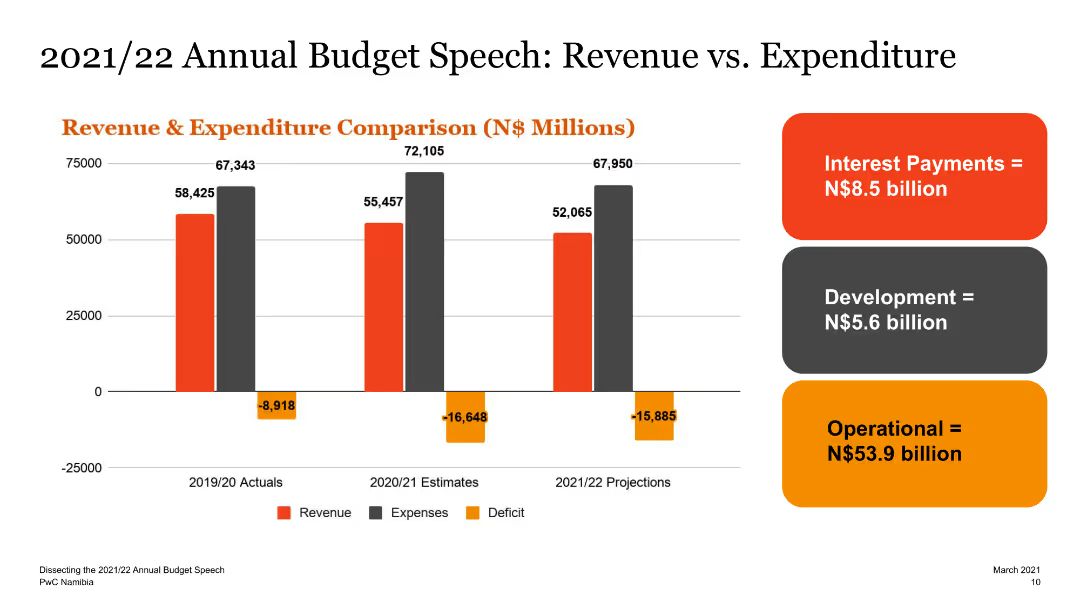 2021/22 Annual Budget Speech: Revenue vs. Expenditure
Revenue & Expenditure Comparison (N$ Millions)
75000
50000
25000
0
-25000
58,425
67,343
-8,918
55,457
72,105
-16,648
52,065
67,950
-15,885
2019/20 Actuals
2020/21 Estimates
2021/22 Projections
Revenue
Expenses
Deficit
Interest Payments =
N$8.5 billion
Development =
N$5.6 billion
Operational =
N$53.9 billion
Dissecting the 2021/22 Annual Budget Speech
PwC Namibia
March 2021
10